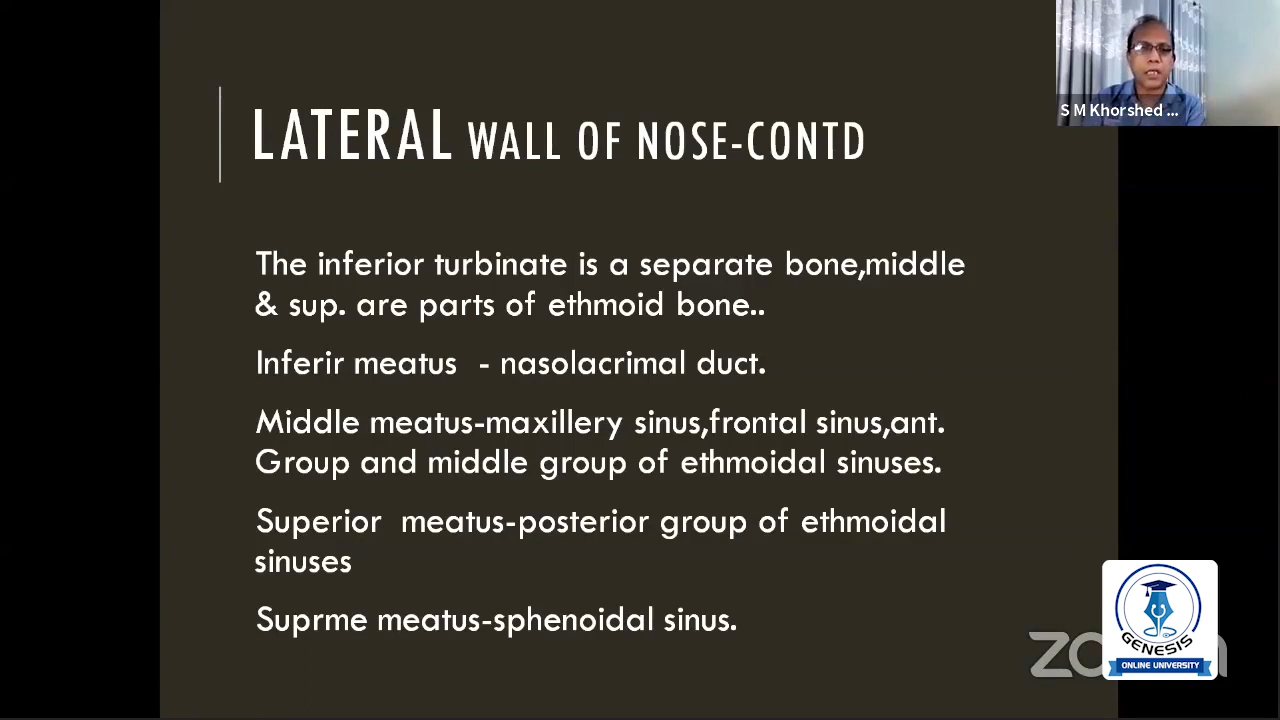 S M Khorshed ...
LATERAL WALL OF NOSE-CONTD
The inferior turbinate is a separate bone,middle
& sup. are parts of ethmoid bone..
Inferir meatus - nasolacrimal duct.
Middle meatus-maxillery sinus,frontal sinus,ant.
Group and middle group of ethmoidal sinuses.
Superior meatus-posterior group of ethmoidal
sinuses
Suprme meatus-sphenoidal sinus.
GENESIS
ONLINE UNIVERSITY